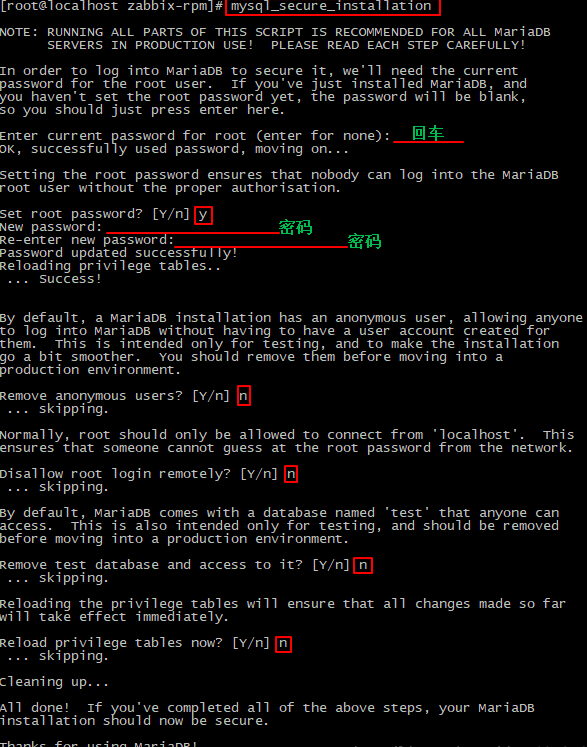 [root@localhost zabbix-rpm]# mysql_secure_installation
NOTE: RUNNING ALL PARTS OF THIS SCRIPT IS RECOMMENDED FOR ALL MariaDB
SERVERS IN PRODUCTION USE!  PLEASE READ EACH STEP CAREFULLY!
In order to log into MariaDB to secure it, we'll need the current
password for the root user.  If you've just installed MariaDB, and
you haven't set the root password yet, the password will be blank,
so you should just press enter here.
Enter current password for root (enter for none): 回车
OK, successfully used password, moving on...
Setting the root password ensures that nobody can log into the MariaDB
root user without the proper authorisation.
Set root password? [Y/n] y
New password: 密码
Re-enter new password: 密码
Password updated successfully!
Reloading privilege tables..
... Success!
By default, a MariaDB installation has an anonymous user, allowing anyone
to log into MariaDB without having to have a user account created for
them.  This is intended only for testing, and to make the installation
go a bit smoother.  You should remove them before moving into a
production environment.
Remove anonymous users? [Y/n] n
... skipping.
Normally, root should only be allowed to connect from 'localhost'.  This
ensures that someone cannot guess at the root password from the network.
Disallow root login remotely? [Y/n] n
... skipping.
By default, MariaDB comes with a database named 'test' that anyone can
access.  This is also intended only for testing, and should be removed
before moving into a production environment.
Remove test database and access to it? [Y/n] n
... skipping.
Reloading the privilege tables will ensure that all changes made so far
will take effect immediately.
Reload privilege tables now? [Y/n] n
... skipping.
Cleaning up...
All done!  If you've completed all of the above steps, your MariaDB
installation should now be secure.
Thanks for using MariaDB!